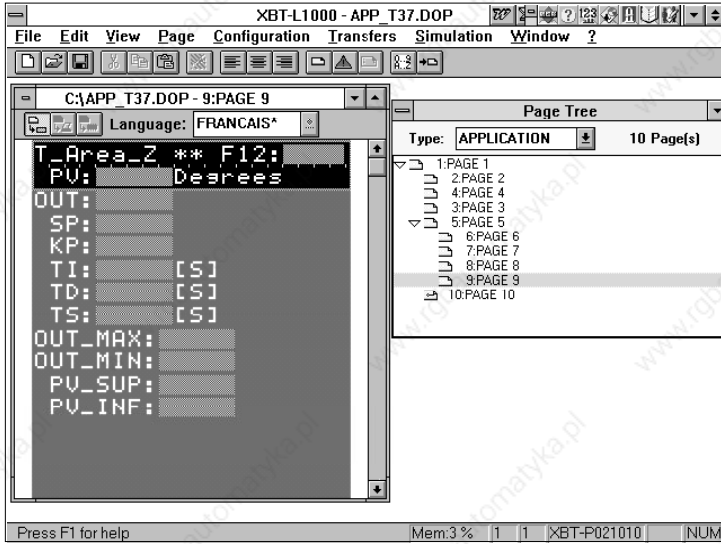 XBT-L1000 - APP_T37.DOP
File Edit View Page Configuration Transfers Simulation Window ?
C:\APP_T37.DOP - 9:PAGE 9
Language: FRANCAIS*
T_Area_Z ** F12:
PV: Degrees
OUT:
SP:
KP:
TI: [S]
TD: [S]
TS: [S]
OUT_MAX:
OUT_MIN:
PV_SUP:
PV_INF:
Page Tree
Type: APPLICATION 10 Page(s)
1:PAGE 1
2:PAGE 2
4:PAGE 4
3:PAGE 3
5:PAGE 5
6:PAGE 6
7:PAGE 7
8:PAGE 8
9:PAGE 9
10:PAGE 10
Press F1 for help Mem:3 % 1 1 XBT-P021010 NUM